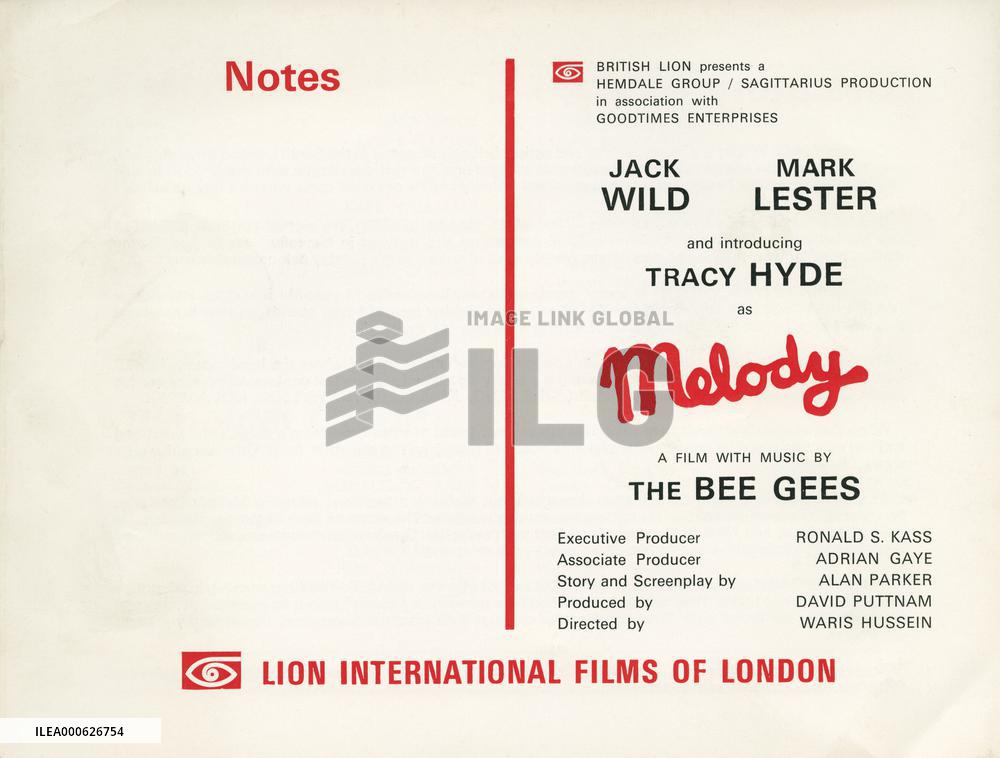 Notes
BRITISH LION presents a
HEMDALE GROUP / SAGITTARIUS PRODUCTION
in association with
GOODTIMES ENTERPRISES
JACK WILD
MARK LESTER
and introducing
TRACY HYDE
as
Melody
A FILM WITH MUSIC BY
THE BEE GEES
Executive Producer RONALD S. KASS
Associate Producer ADRIAN GAYE
Story and Screenplay by ALAN PARKER
Produced by DAVID PUTTNAM
Directed by WARIS HUSSEIN
LION INTERNATIONAL FILMS OF LONDON
IMAGE LINK GLOBAL
ILG
ILEA000626754